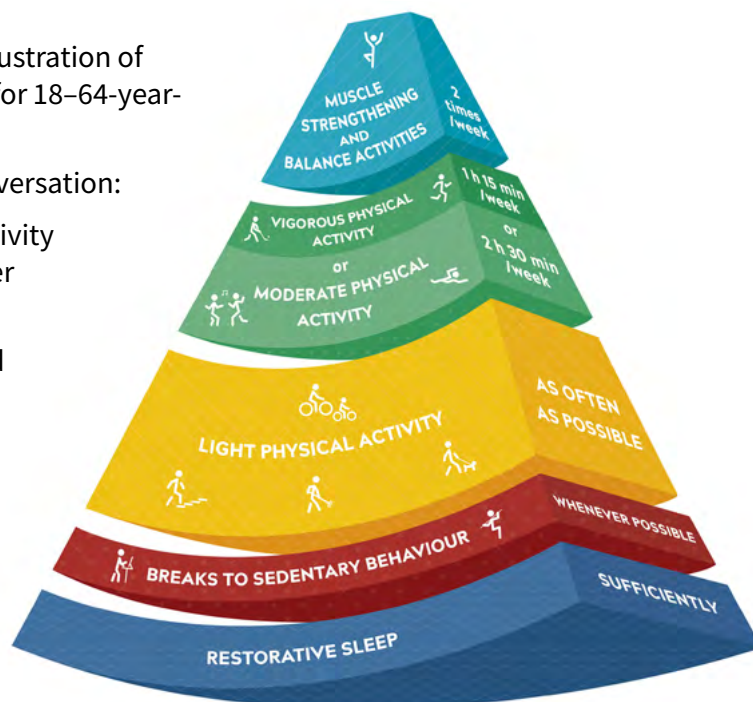 ustration of
for 18–64-year-
versation:
ivity
er
l
MUSCLE
STRENGTHENING
AND
BALANCE ACTIVITIES
2
times
/week
VIGOROUS PHYSICAL
ACTIVITY
1 h 15 min
/week
or
or
MODERATE PHYSICAL
ACTIVITY
2 h 30 min
/week
LIGHT PHYSICAL ACTIVITY
AS OFTEN
AS POSSIBLE
BREAKS TO SEDENTARY BEHAVIOUR
WHENEVER POSSIBLE
RESTORATIVE SLEEP
SUFFICIENTLY